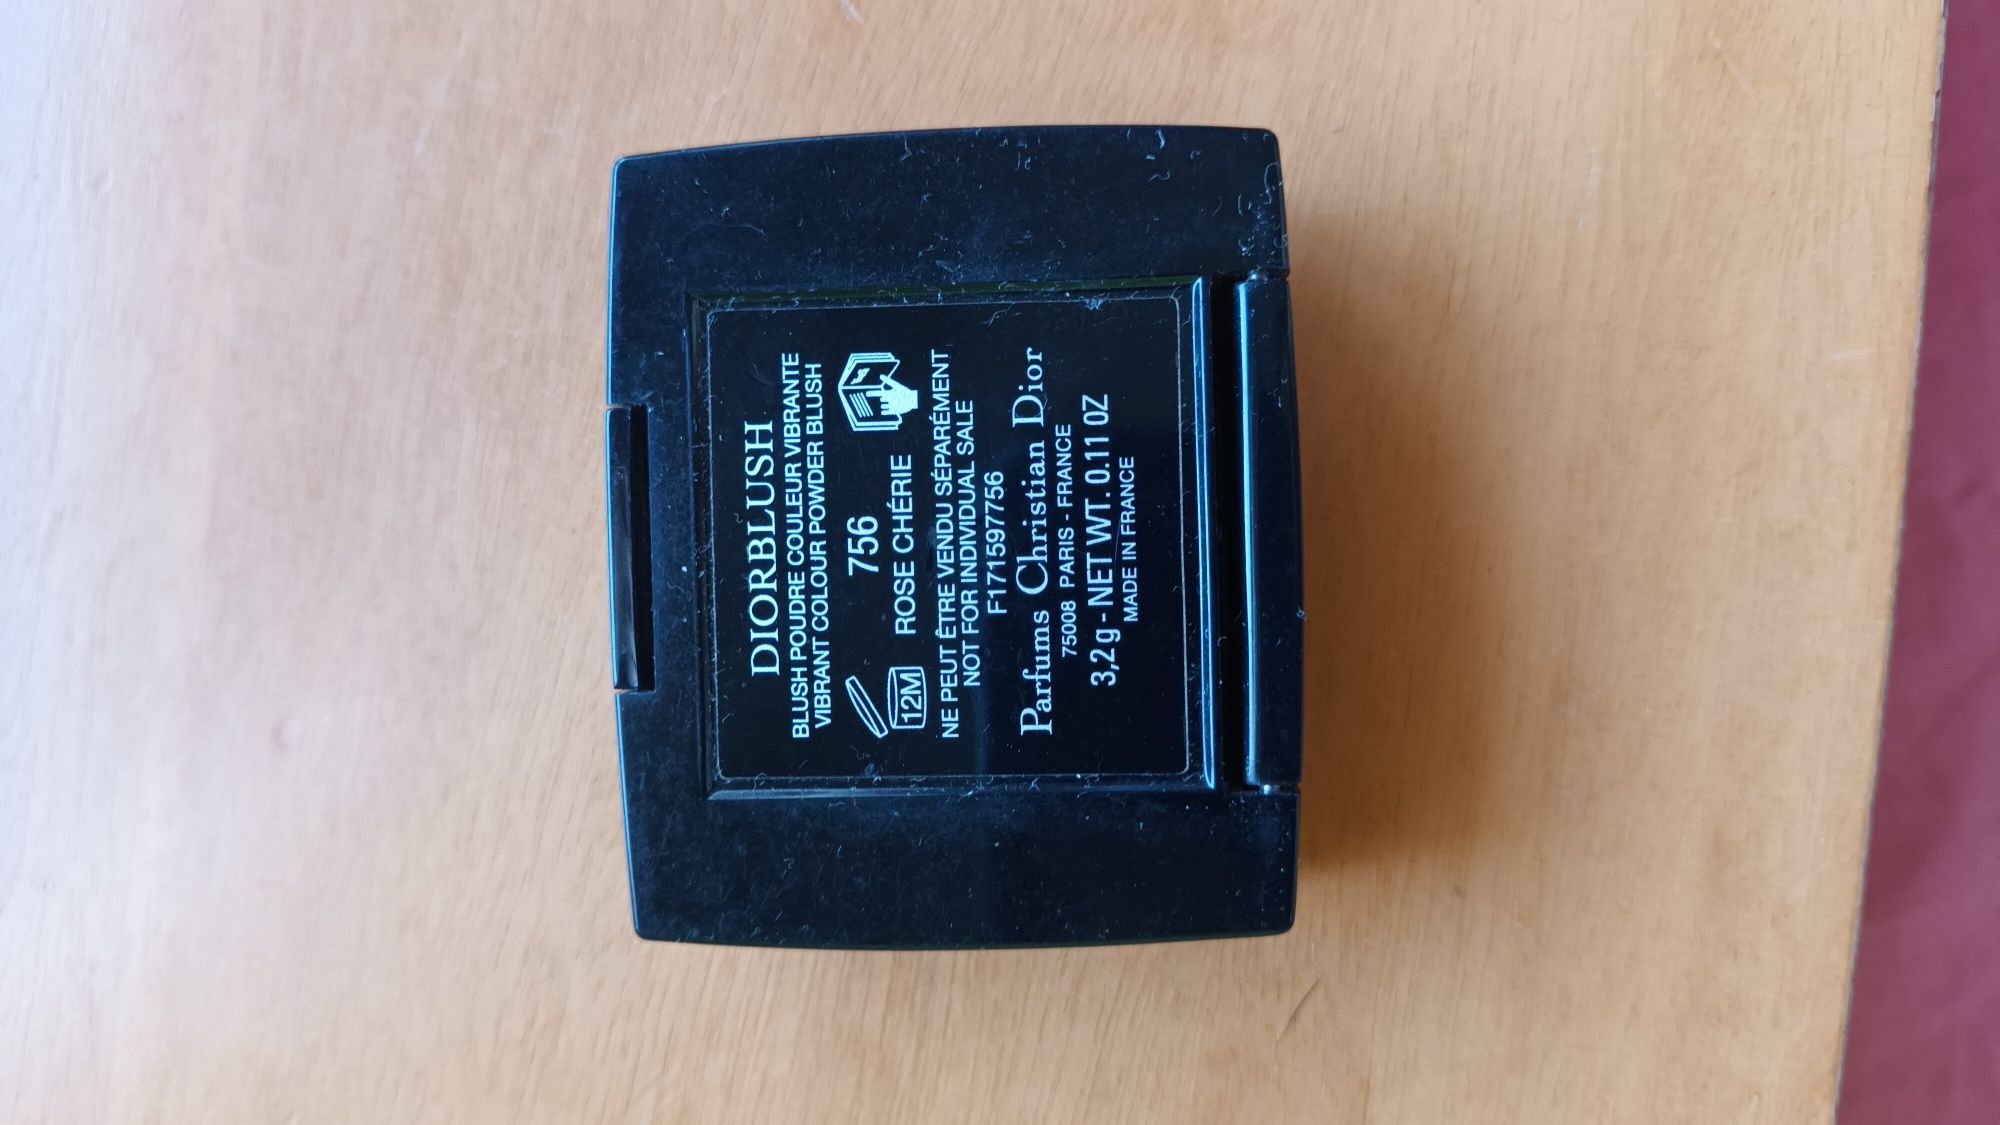 DIORBLUSH
BLUSH POUDRE COULEUR VIBRANTE
VIBRANT COLOUR POWDER BLUSH
756
12M
ROSE CHÉRIE
NE PEUT ÊTRE VENDU SÉPARÉMENT
NOT FOR INDIVIDUAL SALE
F171597756
Parfums Christian Dior
75008 PARIS - FRANCE
3,2 g - NET WT. 0.11 OZ
MADE IN FRANCE